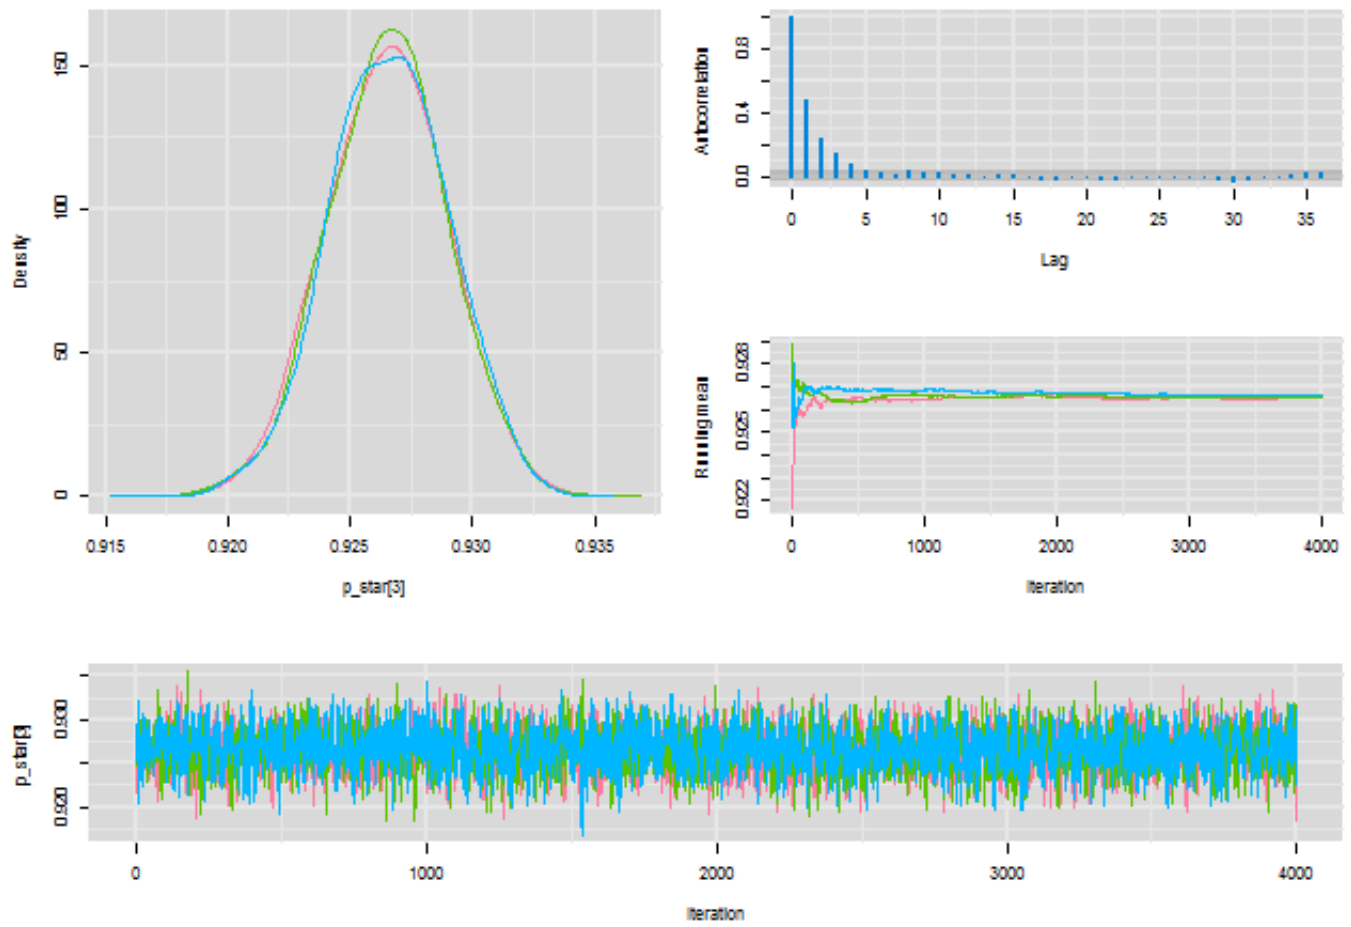 Density
150
100
50
0
0.915 0.920 0.925 0.930 0.935
p_star[3]
Autocorrelation
0.8
0.4
0.0
0 5 10 15 20 25 30 35
Lag
Running mean
0.928
0.925
0.922
0 1000 2000 3000 4000
Iteration
p_star[3]
0.930
0.920
0 1000 2000 3000 4000
Iteration